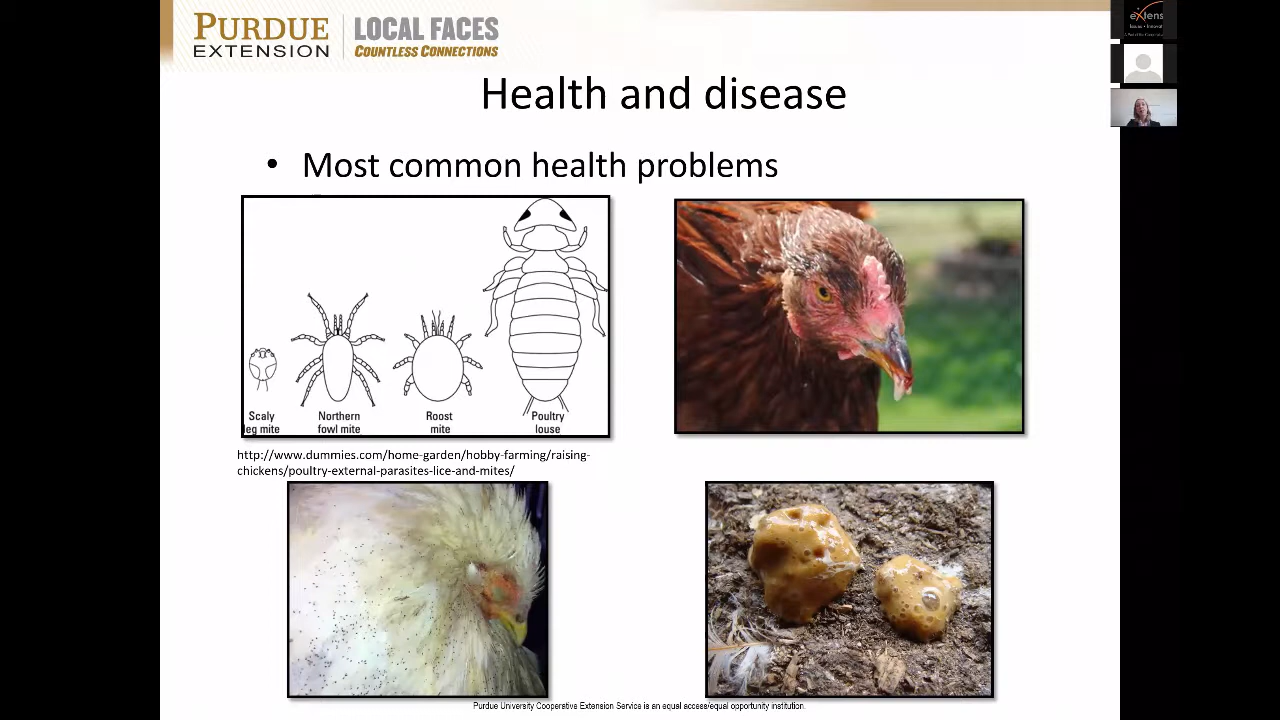 PURDUE
EXTENSION
LOCAL FACES
COUNTLESS CONNECTIONS
Health and disease
• Most common health problems
Scaly
leg mite
Northern
fowl mite
Roost
mite
Poultry
louse
http://www.dummies.com/home-garden/hobby-farming/raising-
chickens/poultry-external-parasites-lice-and-mites/
Purdue University Cooperative Extension Service is an equal access/equal opportunity institution.